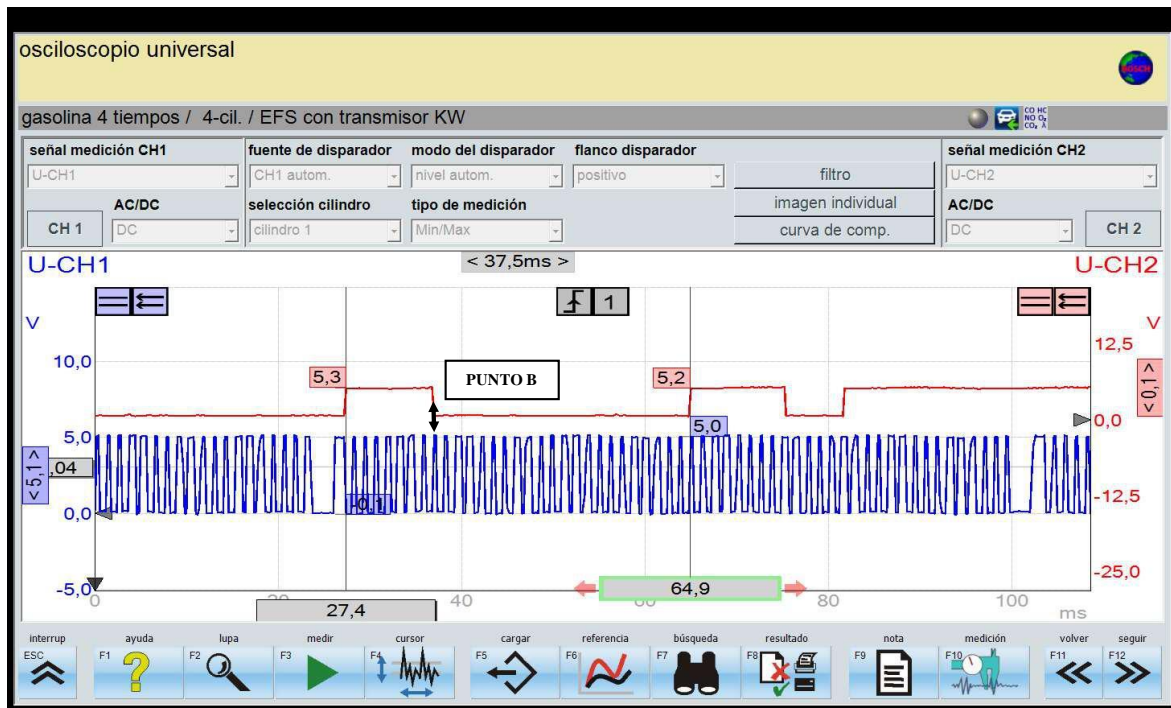 osciloscopio universal
BOSCH
gasolina 4 tiempos / 4-cil. / EFS con transmisor KW
CO HC
NO O₂
CO₂ λ
señal medición CH1 fuente de disparador modo del disparador flanco disparador señal medición CH2
U-CH1 CH1 autom. nivel autom. positivo filtro U-CH2
AC/DC selección cilindro tipo de medición imagen individual AC/DC
CH 1 DC cilindro 1 Min/Max curva de comp. DC CH 2
U-CH1 < 37,5ms > U-CH2
1
V V
12,5
10,0 5,3 PUNTO B 5,2 < 0,1 >
5,0 5,0 0,0
< 5,1 > ,04
-0,1 -12,5
0,0
-25,0
-5,0 64,9
0 40 80 100
27,4 ms
interrup ayuda lupa medir cursor cargar referencia búsqueda resultado nota medición volver seguir
ESC F1 F2 F3 F4 F5 F6 F7 F8 F9 F10 F11 F12